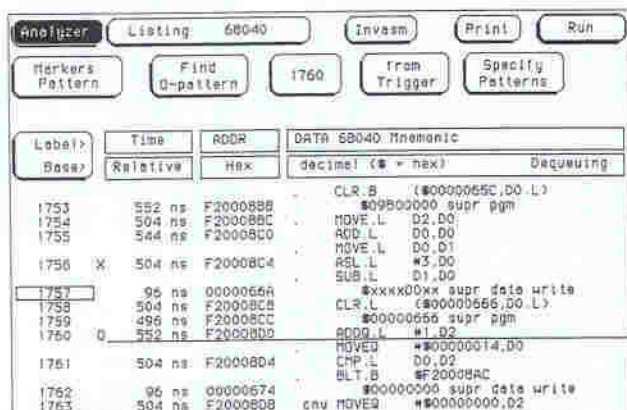 Analyzer Listing 68040 Invasm Print Run
Markers Pattern Find O-pattern 1760 from Trigger Specify Patterns
Label> Time ADDR DATA 68040 Mnemonic
Base> Relative Hex decimal ($ = hex) Dequeuing
CLR.B ($0000065C,D0.L)
1753 552 ns F20008B8 $09B00000 supr pgm
1754 504 ns F20008BC MOVE.L D2,D0
1755 544 ns F20008C0 ADD.L D0,D0
MOVE.L D0,D1
1756 X 504 ns F20008C4 ASL.L #3,D0
SUB.L D1,D0
1757 96 ns 0000066A $xxxx00xx supr data write
1758 504 ns F20008C8 CLR.L ($00000666,D0.L)
1759 496 ns F20008CC $00000666 supr pgm
1760 O 552 ns F20008D0 ADDQ.L #1,D2
MOVEQ #$00000014,D0
1761 504 ns F20008D4 CMP.L D0,D2
BLT.B $F20008AC
1762 96 ns 00000674 $00000000 supr data write
1763 504 ns F20008D8 cnu MOVEQ #$00000000,D2